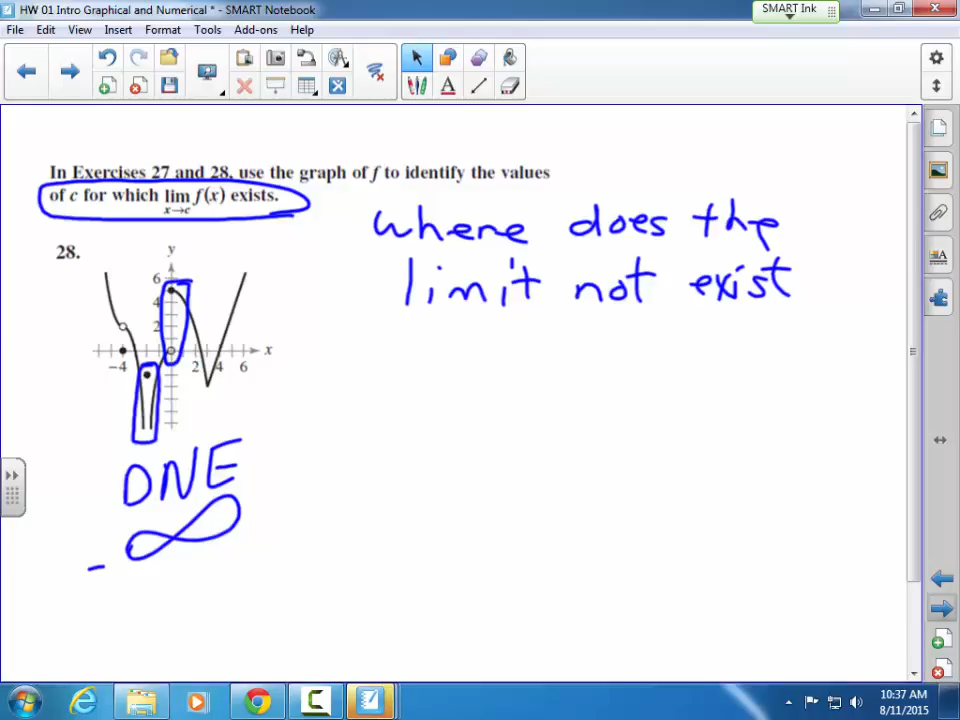 HW 01 Intro Graphical and Numerical * - SMART Notebook
SMART Ink
File Edit View Insert Format Tools Add-ons Help
In Exercises 27 and 28, use the graph of f to identify the values
of c for which lim f(x) exists.
x→c
where does the
limit not exist
28.
y
6
4
2
x
-4
2
4
6
DNE
- ∞
10:37 AM
8/11/2015